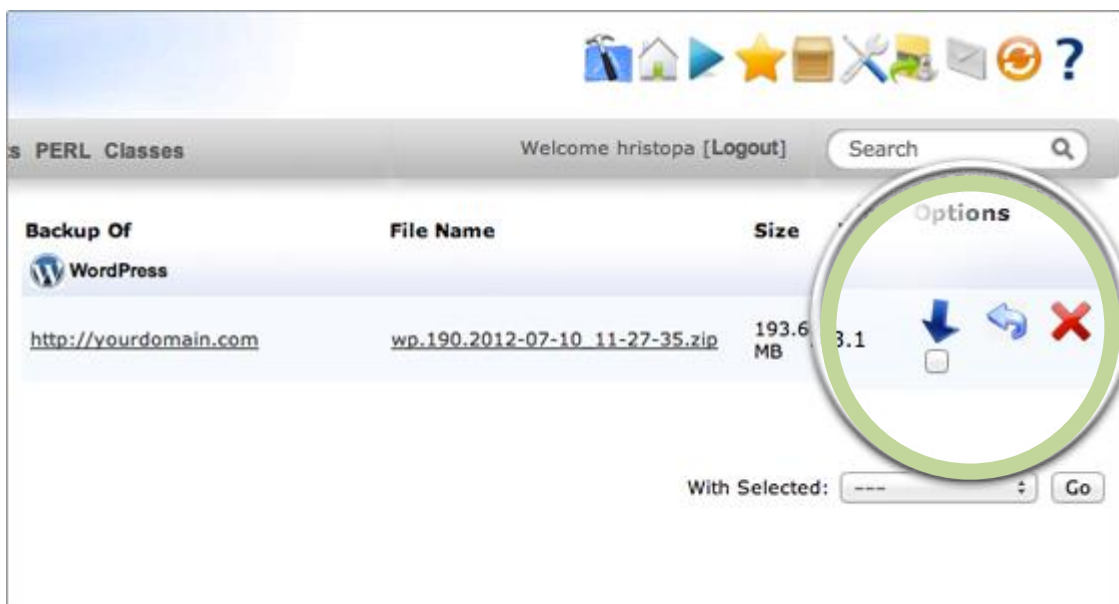 ?
s PERL Classes Welcome hristopa [Logout] Search
Backup Of File Name Size Options
WordPress
http://yourdomain.com wp.190.2012-07-10_11-27-35.zip 193.6 3.1
MB
With Selected: --- Go